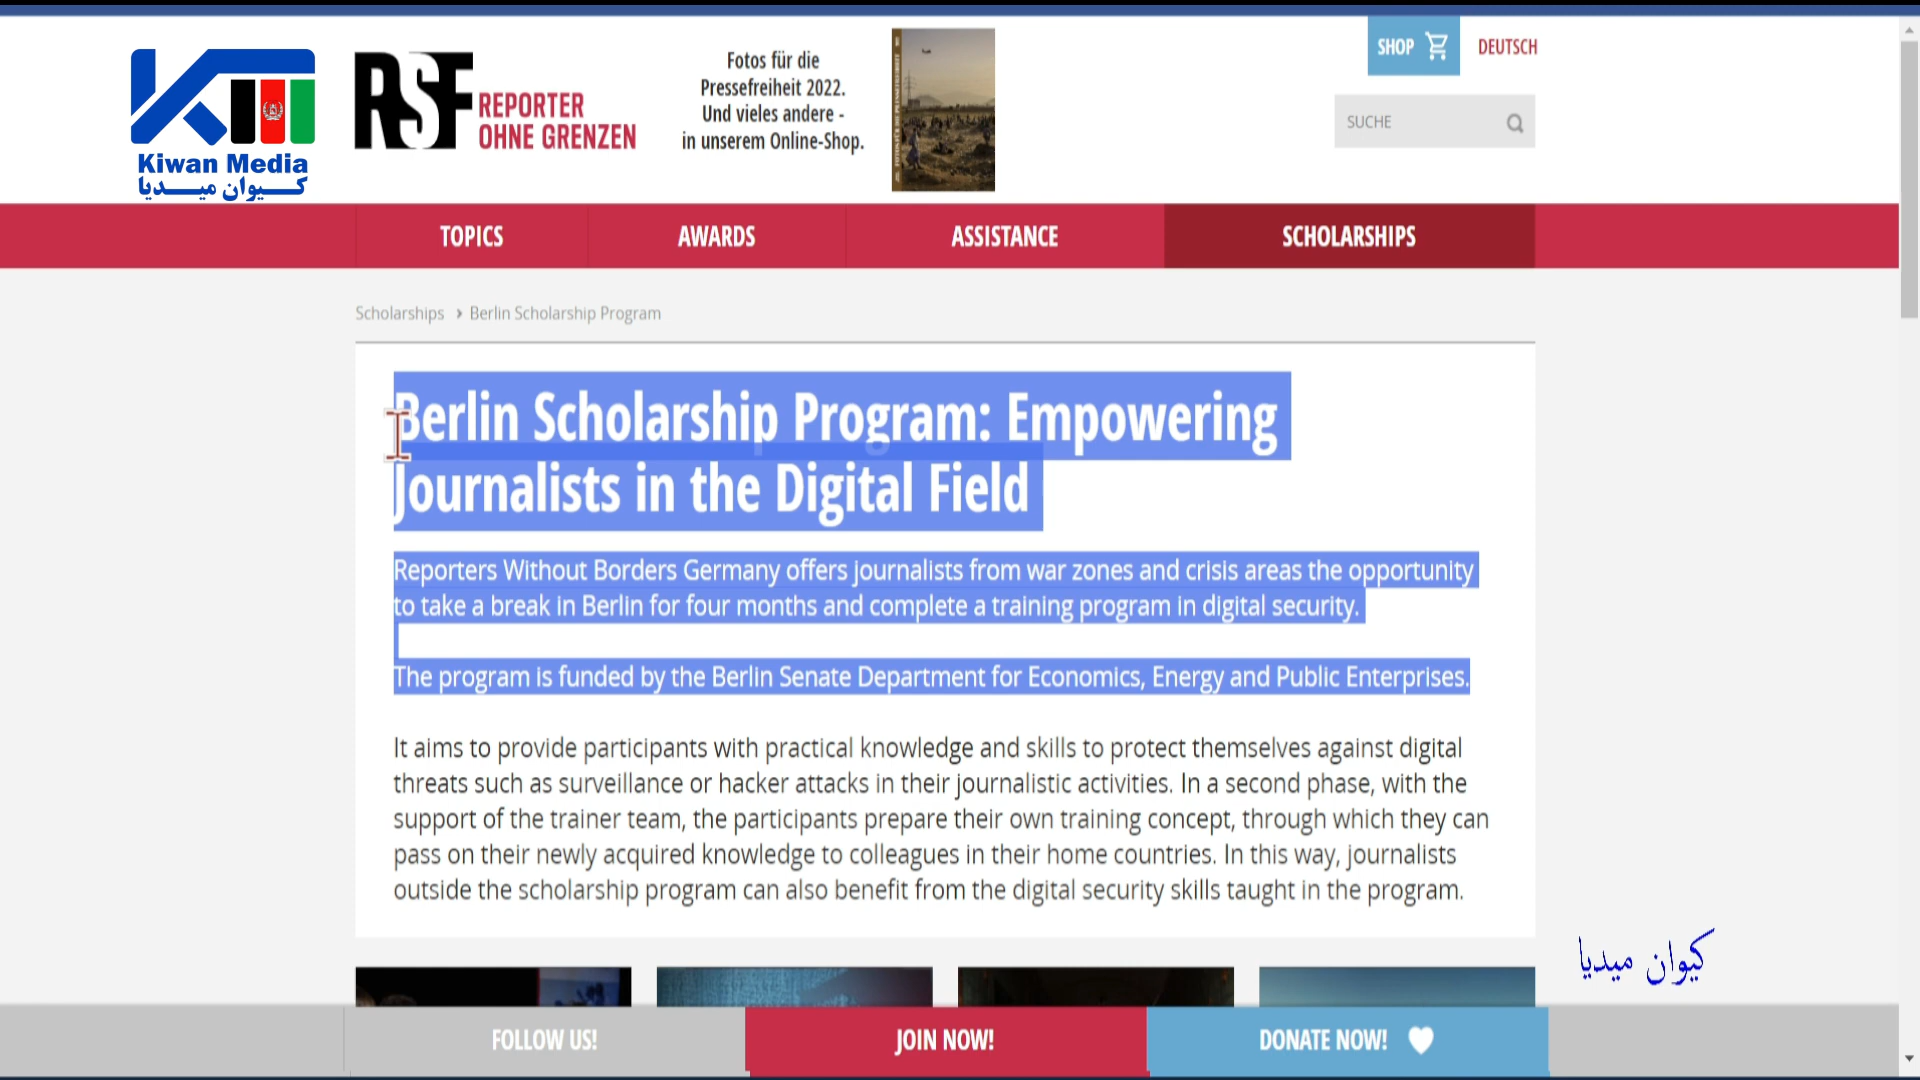 Kiwan Media
کیوان میدیا
RSF REPORTER
OHNE GRENZEN
Fotos für die
Pressefreiheit 2022.
Und vieles andere -
in unserem Online-Shop.
SHOP
DEUTSCH
SUCHE
TOPICS
AWARDS
ASSISTANCE
SCHOLARSHIPS
Scholarships › Berlin Scholarship Program
Berlin Scholarship Program: Empowering
Journalists in the Digital Field
Reporters Without Borders Germany offers journalists from war zones and crisis areas the opportunity
to take a break in Berlin for four months and complete a training program in digital security.
The program is funded by the Berlin Senate Department for Economics, Energy and Public Enterprises.
It aims to provide participants with practical knowledge and skills to protect themselves against digital
threats such as surveillance or hacker attacks in their journalistic activities. In a second phase, with the
support of the trainer team, the participants prepare their own training concept, through which they can
pass on their newly acquired knowledge to colleagues in their home countries. In this way, journalists
outside the scholarship program can also benefit from the digital security skills taught in the program.
کیوان میدیا
FOLLOW US!
JOIN NOW!
DONATE NOW!